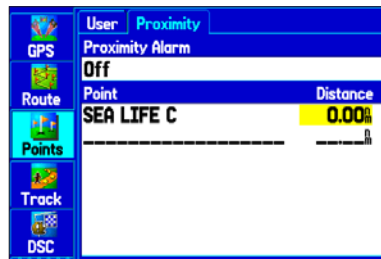 User Proximity
GPS
Proximity Alarm
Off
Route
Point Distance
SEA LIFE C 0.00
Points
Track
DSC